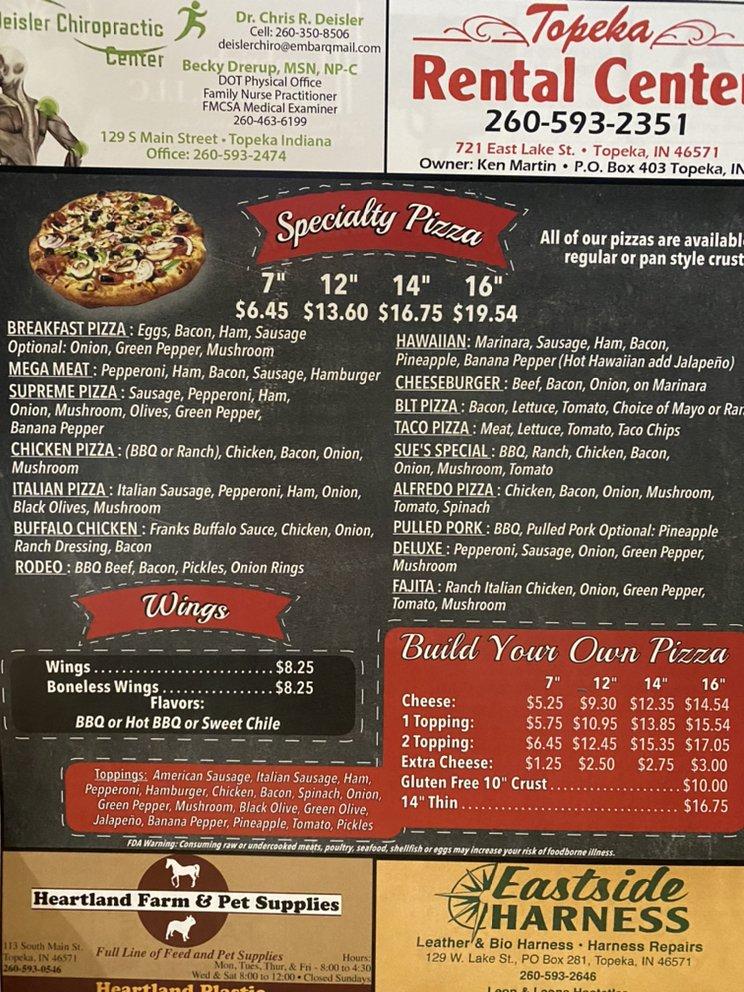 Deisler Chiropractic
Center
Dr. Chris R. Deisler
Cell: 260-350-8506
deislerchiro@embarqmail.com
Becky Drerup, MSN, NP-C
DOT Physical Office
Family Nurse Practitioner
FMCSA Medical Examiner
260-463-6199
129 S Main Street • Topeka Indiana
Office: 260-593-2474
Topeka
Rental Center
260-593-2351
721 East Lake St. • Topeka, IN 46571
Owner: Ken Martin • P.O. Box 403 Topeka, IN
Specialty Pizza
All of our pizzas are available
regular or pan style crust
7" 12" 14" 16"
$6.45 $13.60 $16.75 $19.54
BREAKFAST PIZZA : Eggs, Bacon, Ham, Sausage
Optional: Onion, Green Pepper, Mushroom
MEGA MEAT : Pepperoni, Ham, Bacon, Sausage, Hamburger
SUPREME PIZZA : Sausage, Pepperoni, Ham,
Onion, Mushroom, Olives, Green Pepper,
Banana Pepper
CHICKEN PIZZA : (BBQ or Ranch), Chicken, Bacon, Onion,
Mushroom
ITALIAN PIZZA : Italian Sausage, Pepperoni, Ham, Onion,
Black Olives, Mushroom
BUFFALO CHICKEN : Franks Buffalo Sauce, Chicken, Onion,
Ranch Dressing, Bacon
RODEO : BBQ Beef, Bacon, Pickles, Onion Rings
HAWAIIAN: Marinara, Sausage, Ham, Bacon,
Pineapple, Banana Pepper (Hot Hawaiian add Jalapeño)
CHEESEBURGER : Beef, Bacon, Onion, on Marinara
BLT PIZZA : Bacon, Lettuce, Tomato, Choice of Mayo or Ran
TACO PIZZA : Meat, Lettuce, Tomato, Taco Chips
SUE'S SPECIAL : BBQ, Ranch, Chicken, Bacon,
Onion, Mushroom, Tomato
ALFREDO PIZZA : Chicken, Bacon, Onion, Mushroom,
Tomato, Spinach
PULLED PORK : BBQ, Pulled Pork Optional: Pineapple
DELUXE : Pepperoni, Sausage, Onion, Green Pepper,
Mushroom
FAJITA : Ranch Italian Chicken, Onion, Green Pepper,
Tomato, Mushroom
Wings
Wings........................$8.25
Boneless Wings...............$8.25
Flavors:
BBQ or Hot BBQ or Sweet Chile
Build Your Own Pizza
7" 12" 14" 16"
Cheese: $5.25 $9.30 $12.35 $14.54
1 Topping: $5.75 $10.95 $13.85 $15.54
2 Topping: $6.45 $12.45 $15.35 $17.05
Extra Cheese: $1.25 $2.50 $2.75 $3.00
Gluten Free 10" Crust....................$10.00
14" Thin.................................$16.75
Toppings: American Sausage, Italian Sausage, Ham,
Pepperoni, Hamburger, Chicken, Bacon, Spinach, Onion,
Green Pepper, Mushroom, Black Olive, Green Olive,
Jalapeño, Banana Pepper, Pineapple, Tomato, Pickles
FDA Warning: Consuming raw or undercooked meats, poultry, seafood, shellfish or eggs may increase your risk of foodborne illness.
Heartland Farm & Pet Supplies
113 South Main St.
Topeka, IN 46571
260-593-0546
Full Line of Feed and Pet Supplies
Hours:
Mon, Tues, Thur, & Fri - 8:00 to 4:30
Wed & Sat 8:00 to 12:00 • Closed Sundays
Heartland Plastic
Eastside
HARNESS
Leather & Bio Harness • Harness Repairs
129 W. Lake St., PO Box 281, Topeka, IN 46571
260-593-2646